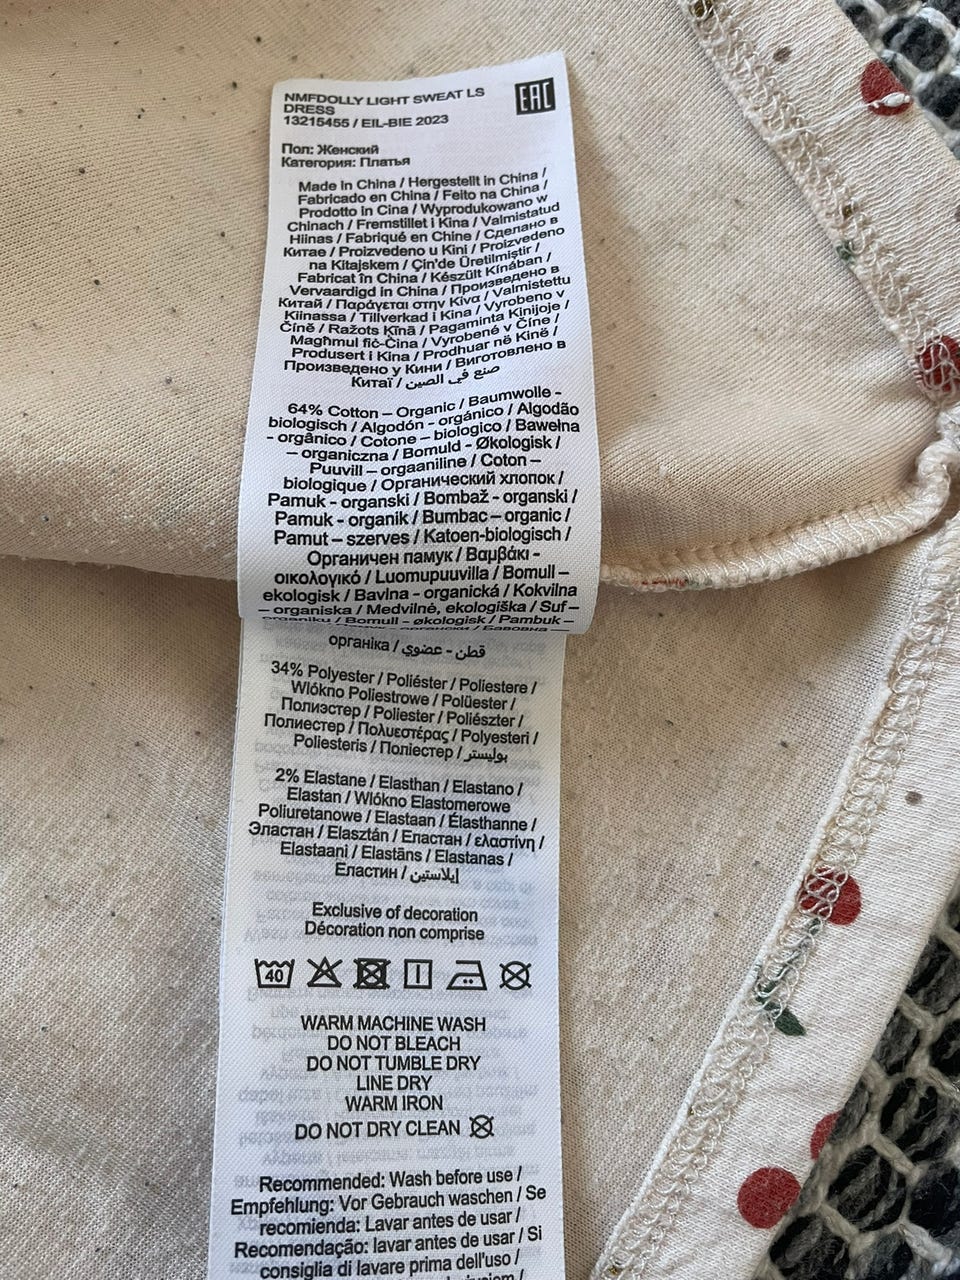 NMFDOLLY LIGHT SWEAT LS
DRESS
13215455 / EIL-BIE 2023
EAC
Пол: Женский
Категория: Платья
Made in China / Hergestellt in China /
Fabricado en China / Feito na China /
Prodotto in Cina / Wyprodukowano w
Chinach / Fremstillet i Kina / Valmistatud
Hiinas / Fabriqué en Chine / Сделано в
Китае / Proizvedeno u Kini / Proizvedeno
na Kitajskem / Çin'de Üretilmiştir /
Fabricat în China / Készült Kínában /
Vervaardigd in China / Произведено в
Китай / Παράγεται στην Κίνα / Valmistettu
Kiinassa / Tillverkad i Kina / Vyrobeno v
Číně / Ražots Ķīnā / Pagaminta Kinijoje /
Magħmul fiċ-Ċina / Vyrobené v Číne /
Produsert i Kina / Prodhuar në Kinë /
Произведено у Кини / Виготовлено в
Китаї / صنع في الصين
64% Cotton – Organic / Baumwolle -
biologisch / Algodón - orgánico / Algodão
- orgânico / Cotone – biologico / Bawełna
– organiczna / Bomuld - Økologisk /
Puuvill – orgaaniline / Coton –
biologique / Органический хлопок /
Pamuk - organski / Bombaž - organski /
Pamuk - organik / Bumbac – organic /
Pamut – szerves / Katoen-biologisch /
Органичен памук / Βαμβάκι -
οικολογικό / Luomupuuvilla / Bomull –
ekologisk / Bavlna - organická / Kokvilna
– organiska / Medvilnė, ekologiška / Suf –
organiku / Bomull - økologisk / Pambuk –
органіка / قطن - عضوي
34% Polyester / Poliéster / Poliestere /
Wlókno Poliestrowe / Polüester /
Полиэстер / Poliester / Poliészter /
Полиестер / Πολυεστέρας / Polyesteri /
Poliesteris / Поліестер / بوليستر
2% Elastane / Elasthan / Elastano /
Elastan / Wlókno Elastomerowe
Poliuretanowe / Elastaan / Élasthanne /
Эластан / Elasztán / Еластан / ελαστίνη /
Elastaani / Elastāns / Elastanas /
Еластин / إيلاستين
Exclusive of decoration
Décoration non comprise
40
WARM MACHINE WASH
DO NOT BLEACH
DO NOT TUMBLE DRY
LINE DRY
WARM IRON
DO NOT DRY CLEAN
Recommended: Wash before use /
Empfehlung: Vor Gebrauch waschen / Se
recomienda: Lavar antes de usar /
Recomendação: lavar antes de usar / Si
consiglia di lavare prima dell'uso /